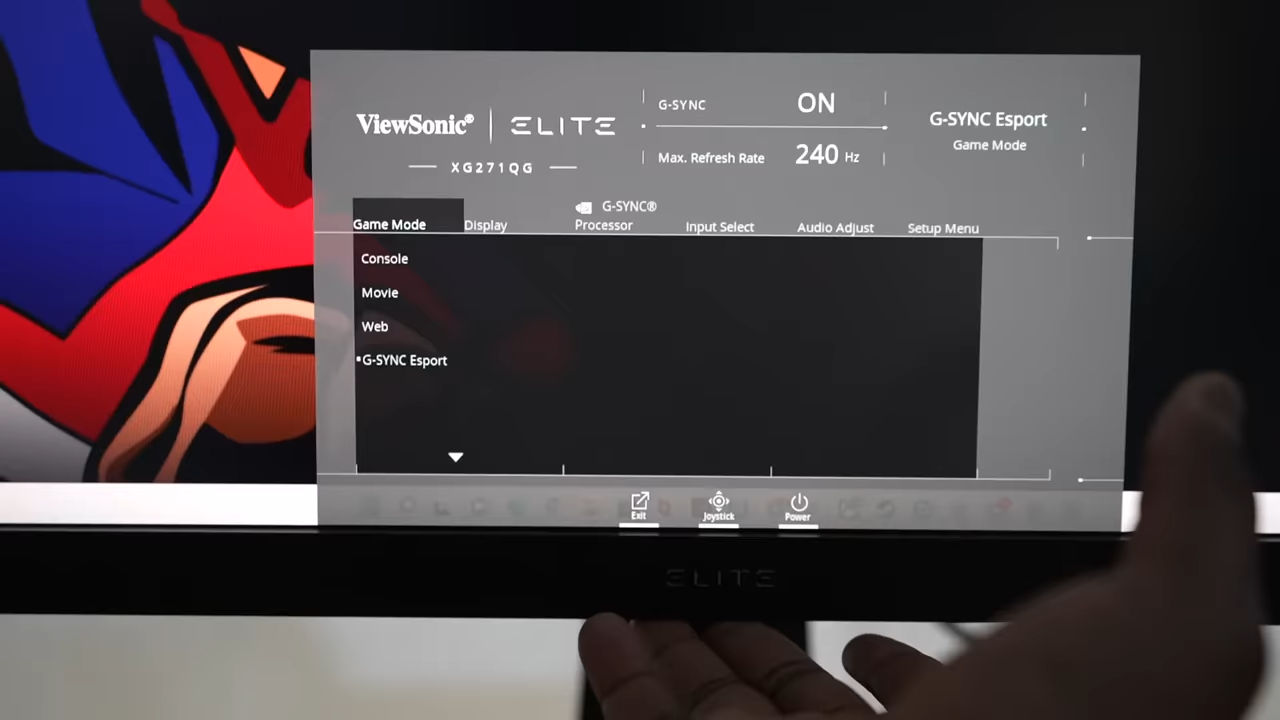 ViewSonic® ELITE
XG271QG
G-SYNC ON
Max. Refresh Rate 240 Hz
G-SYNC Esport
Game Mode
Game Mode
Display
G-SYNC®
Processor
Input Select
Audio Adjust
Setup Menu
Console
Movie
Web
G-SYNC Esport
Exit
Joystick
Power
ELITE